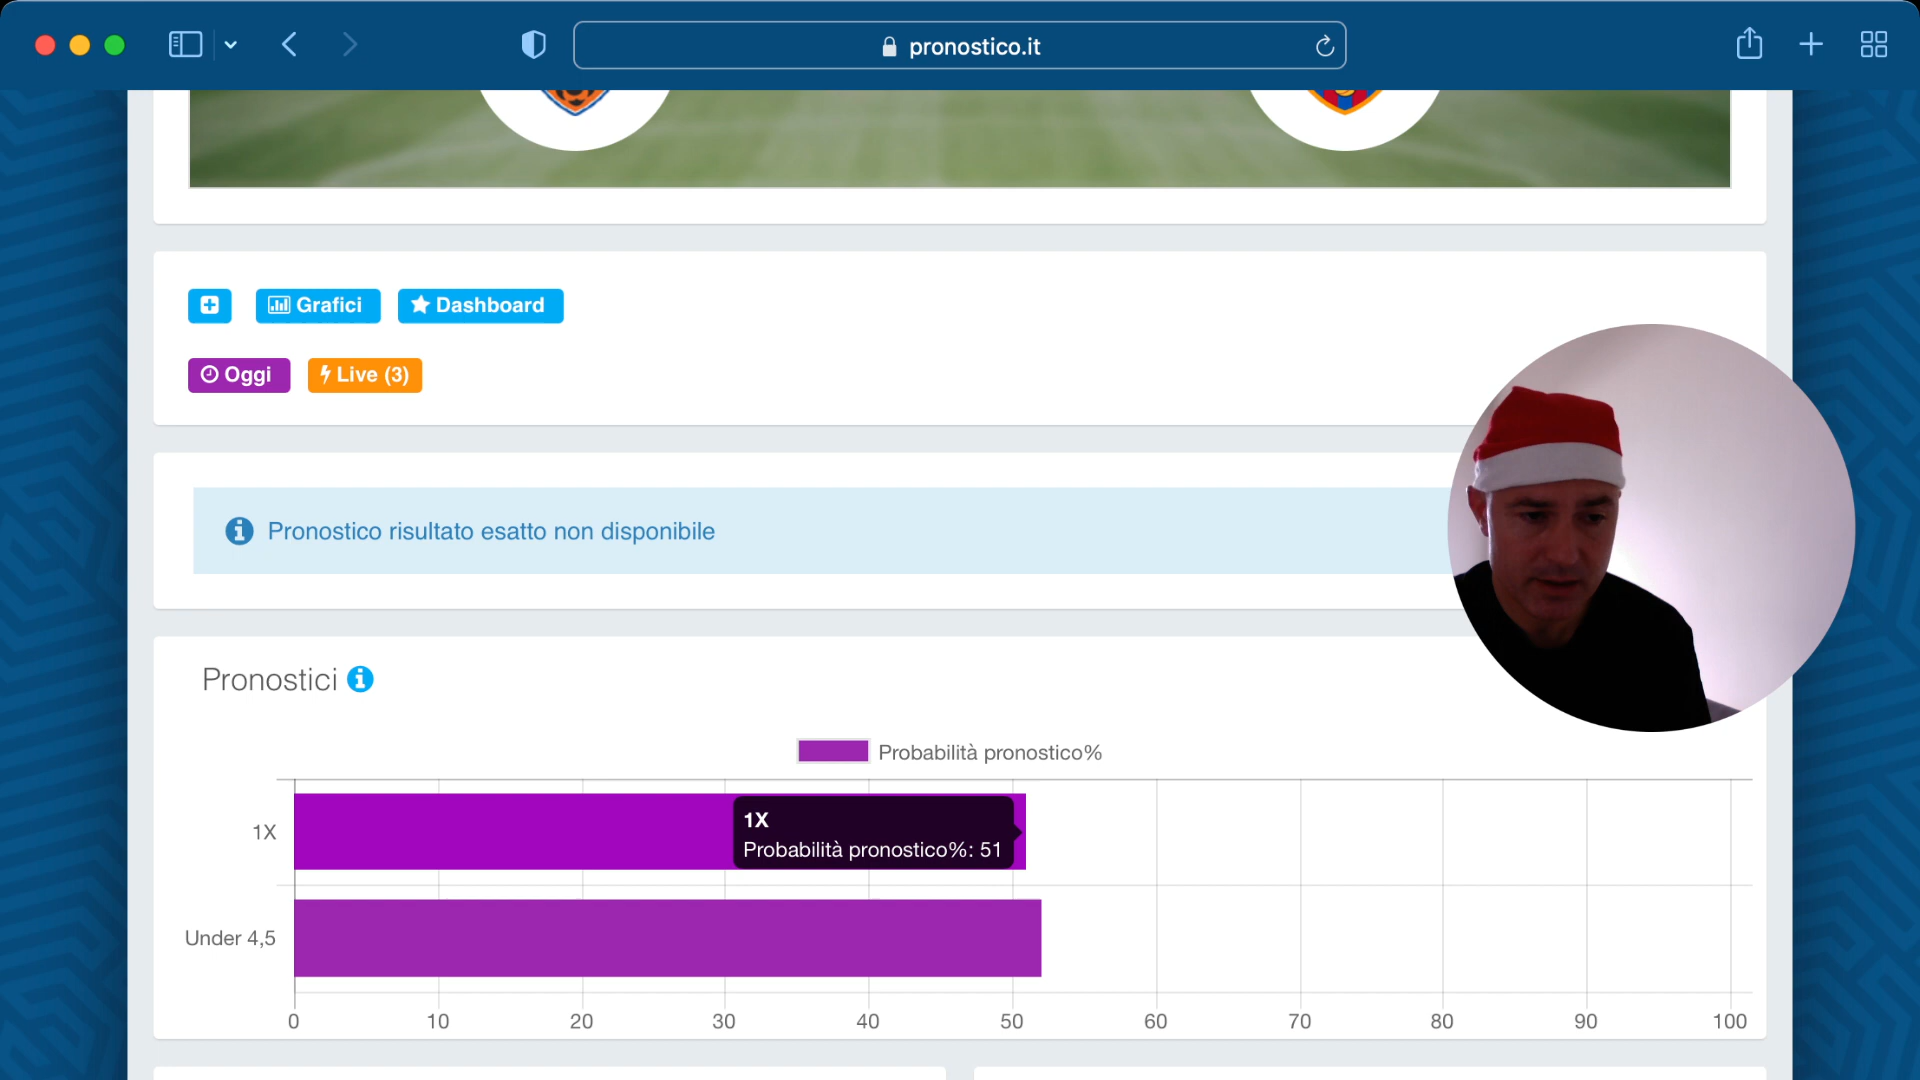 pronostico.it
Grafici
Dashboard
Oggi
Live (3)
Pronostico risultato esatto non disponibile
Pronostici
Probabilità pronostico%
1X
1X
Probabilità pronostico%: 51
Under 4,5
0 10 20 30 40 50 60 70 80 90 100